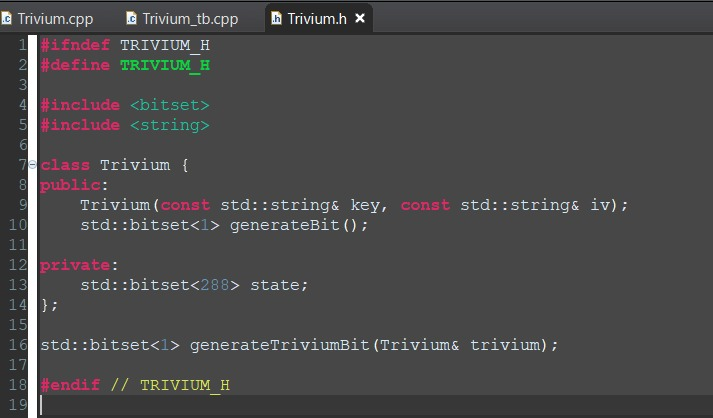 Trivium.cpp Trivium_tb.cpp Trivium.h
1 #ifndef TRIVIUM_H
2 #define TRIVIUM_H
3
4 #include <bitset>
5 #include <string>
6
7 class Trivium {
8 public:
9     Trivium(const std::string& key, const std::string& iv);
10     std::bitset<1> generateBit();
11
12 private:
13     std::bitset<288> state;
14 };
15
16 std::bitset<1> generateTriviumBit(Trivium& trivium);
17
18 #endif // TRIVIUM_H
19